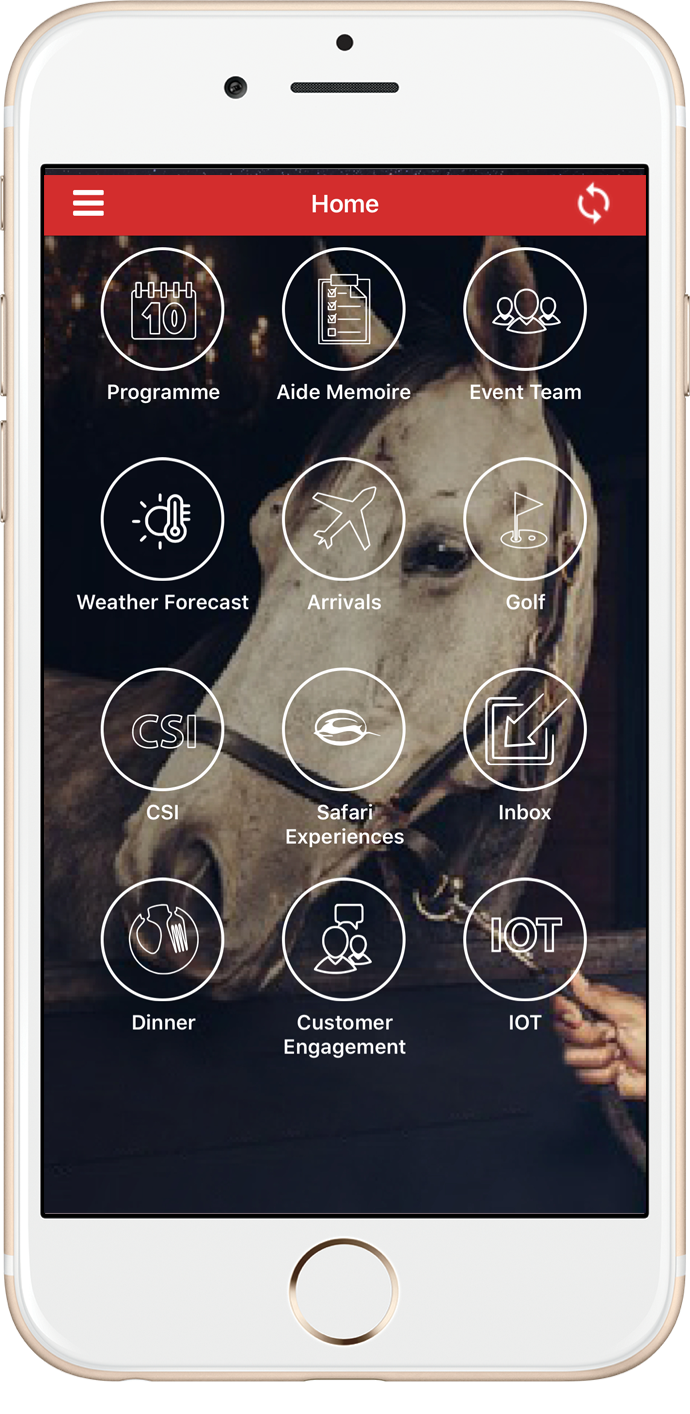 Home
10
Programme
Aide Memoire
Event Team
Weather Forecast
Arrivals
Golf
CSI
CSI
Safari
Experiences
Inbox
IOT
Dinner
Customer
Engagement
IOT